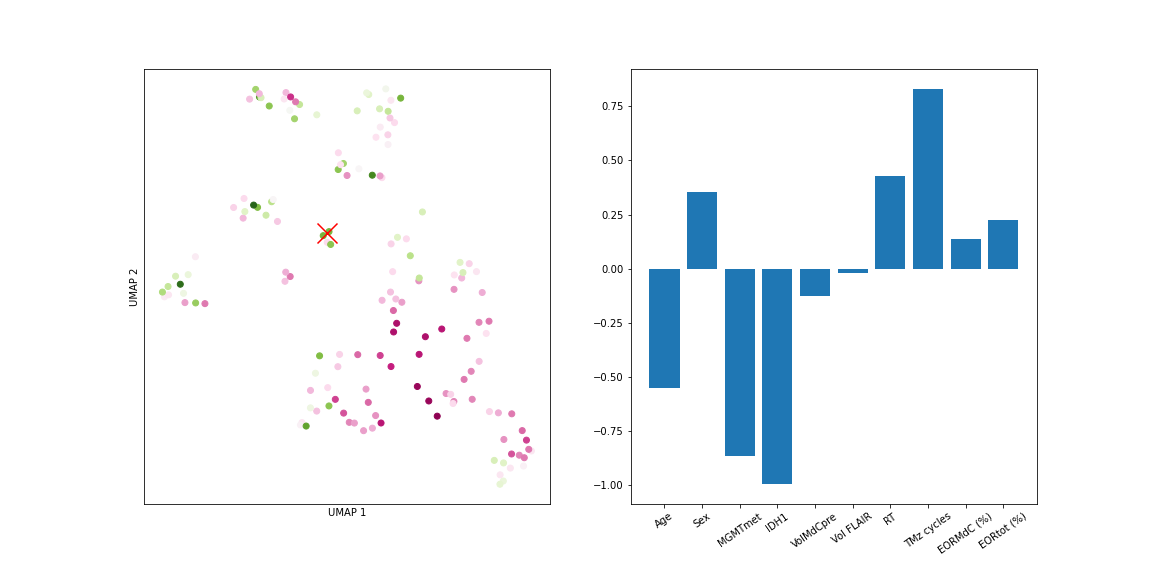 UMAP 2
UMAP 1
0.75
0.50
0.25
0.00
−0.25
−0.50
−0.75
−1.00
Age
Sex
MGMTmet
IDH1
VolMdCpre
Vol FLAIR
RT
TMz cycles
EORMdC (%)
EORtot (%)